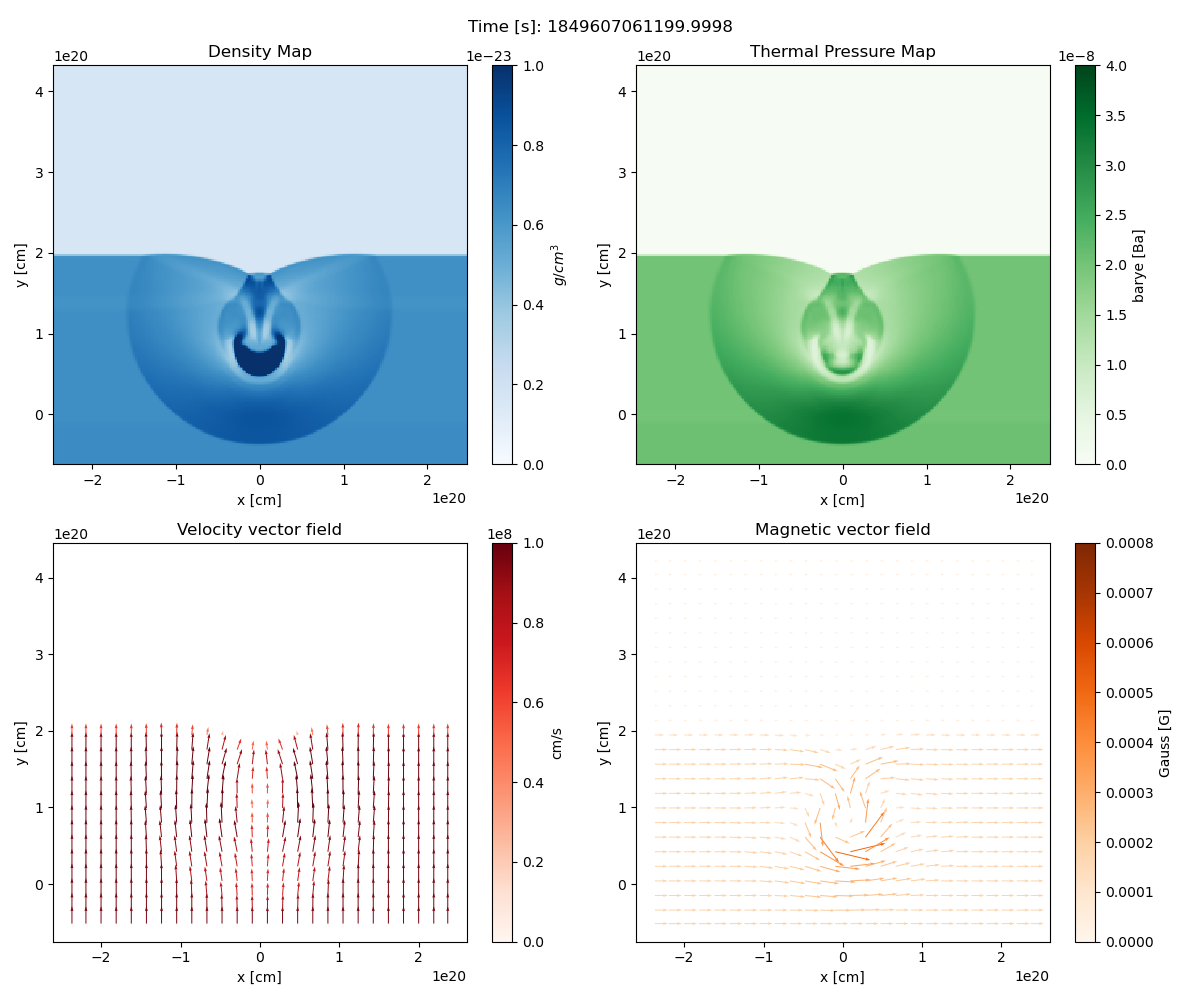 Time [s]: 1849607061199.9998
Density Map
1e20
1e−23
4
3
2
1
0
−2
−1
0
1
2
1e20
x [cm]
y [cm]
1.0
0.8
0.6
0.4
0.2
0.0
g/cm³
Thermal Pressure Map
1e20
1e−8
4
3
2
1
0
−2
−1
0
1
2
1e20
x [cm]
y [cm]
4.0
3.5
3.0
2.5
2.0
1.5
1.0
0.5
0.0
barye [Ba]
Velocity vector field
1e20
1e8
4
3
2
1
0
−2
−1
0
1
2
1e20
x [cm]
y [cm]
1.0
0.8
0.6
0.4
0.2
0.0
cm/s
Magnetic vector field
1e20
4
3
2
1
0
−2
−1
0
1
2
1e20
x [cm]
y [cm]
0.0008
0.0007
0.0006
0.0005
0.0004
0.0003
0.0002
0.0001
0.0000
Gauss [G]